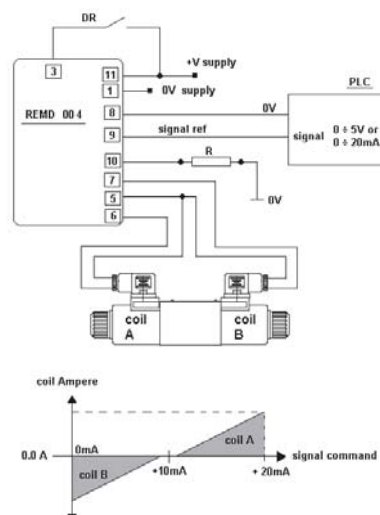 DR
3
11
+V supply
1
0V supply
PLC
REMD 004
8
0V
9
signal ref
signal
0 ÷ 5V or
0 ÷ 20mA
10
R
7
0V
5
6
coil
A
coil
B
coil Ampere
0.0 A
0mA
coil A
signal command
coil B
+10mA
+ 20mA